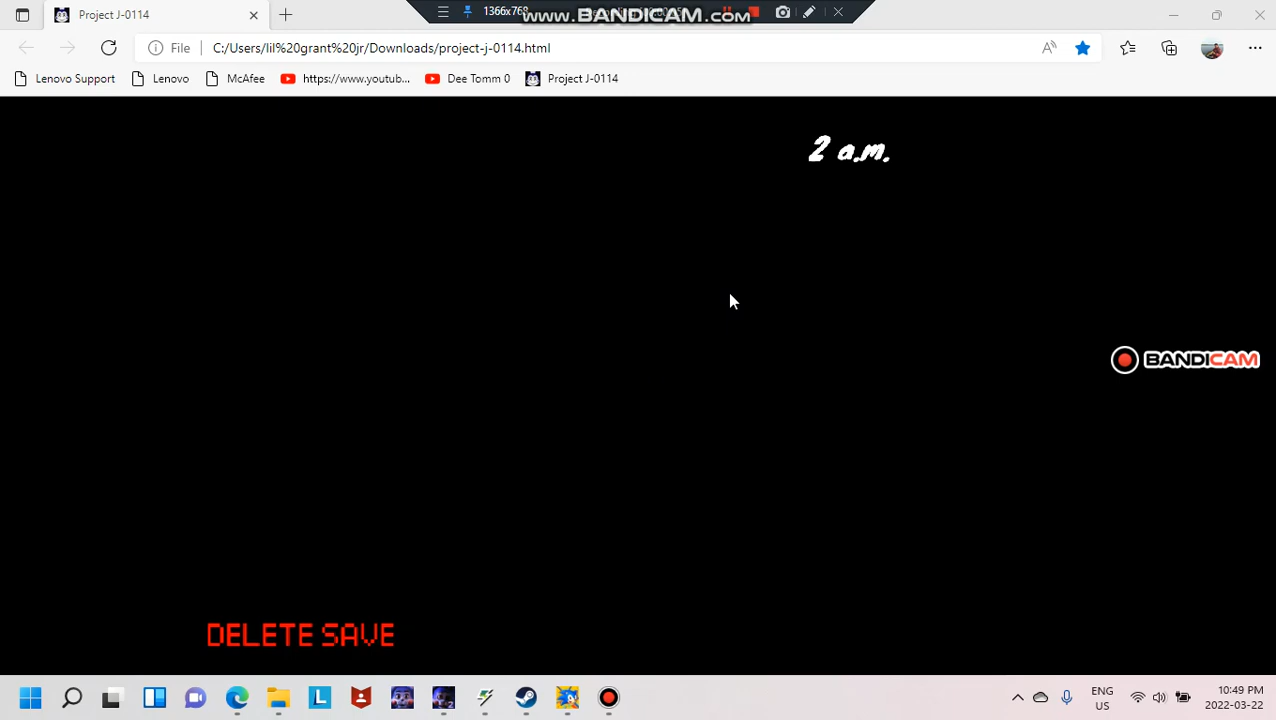 Project J-0114
1366x768
www.BANDICAM.com
File
C:/Users/lil%20grant%20jr/Downloads/project-j-0114.html
Lenovo Support
Lenovo
McAfee
https://www.youtub...
Dee Tomm 0
Project J-0114
2 a.m.
BANDICAM
DELETE SAVE
L
2
ENG
US
10:49 PM
2022-03-22